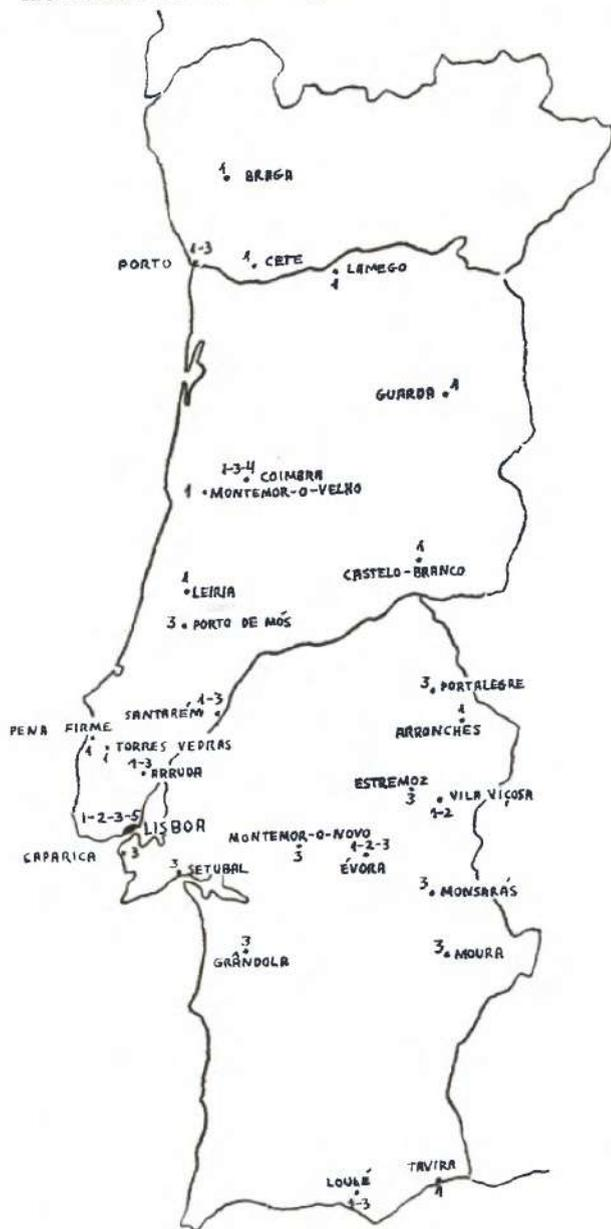 1
BRAGA
1-3
PORTO
1
CETE
LAMEGO
1
GUARDA 1
1-3-4
COIMBRA
1 MONTEMOR-O-VELHO
1
CASTELO-BRANCO
1
LEIRIA
3 PORTO DE MÓS
3 PORTALEGRE
1-3
SANTARÉM
1
ARRONCHES
PENA FIRME
1
TORRES VEDRAS
1
1-3
ARRUDA
ESTREMOZ
3
VILA VIÇOSA
1-2
1-2-3-5
LISBOA
MONTEMOR-O-NOVO
3
1-2-3
ÉVORA
CAPARICA 3
3
SETUBAL
3 MONSARÁS
3
GRÂNDOLA
3 MOURA
TAVIRA
1
LOULÉ
1-3